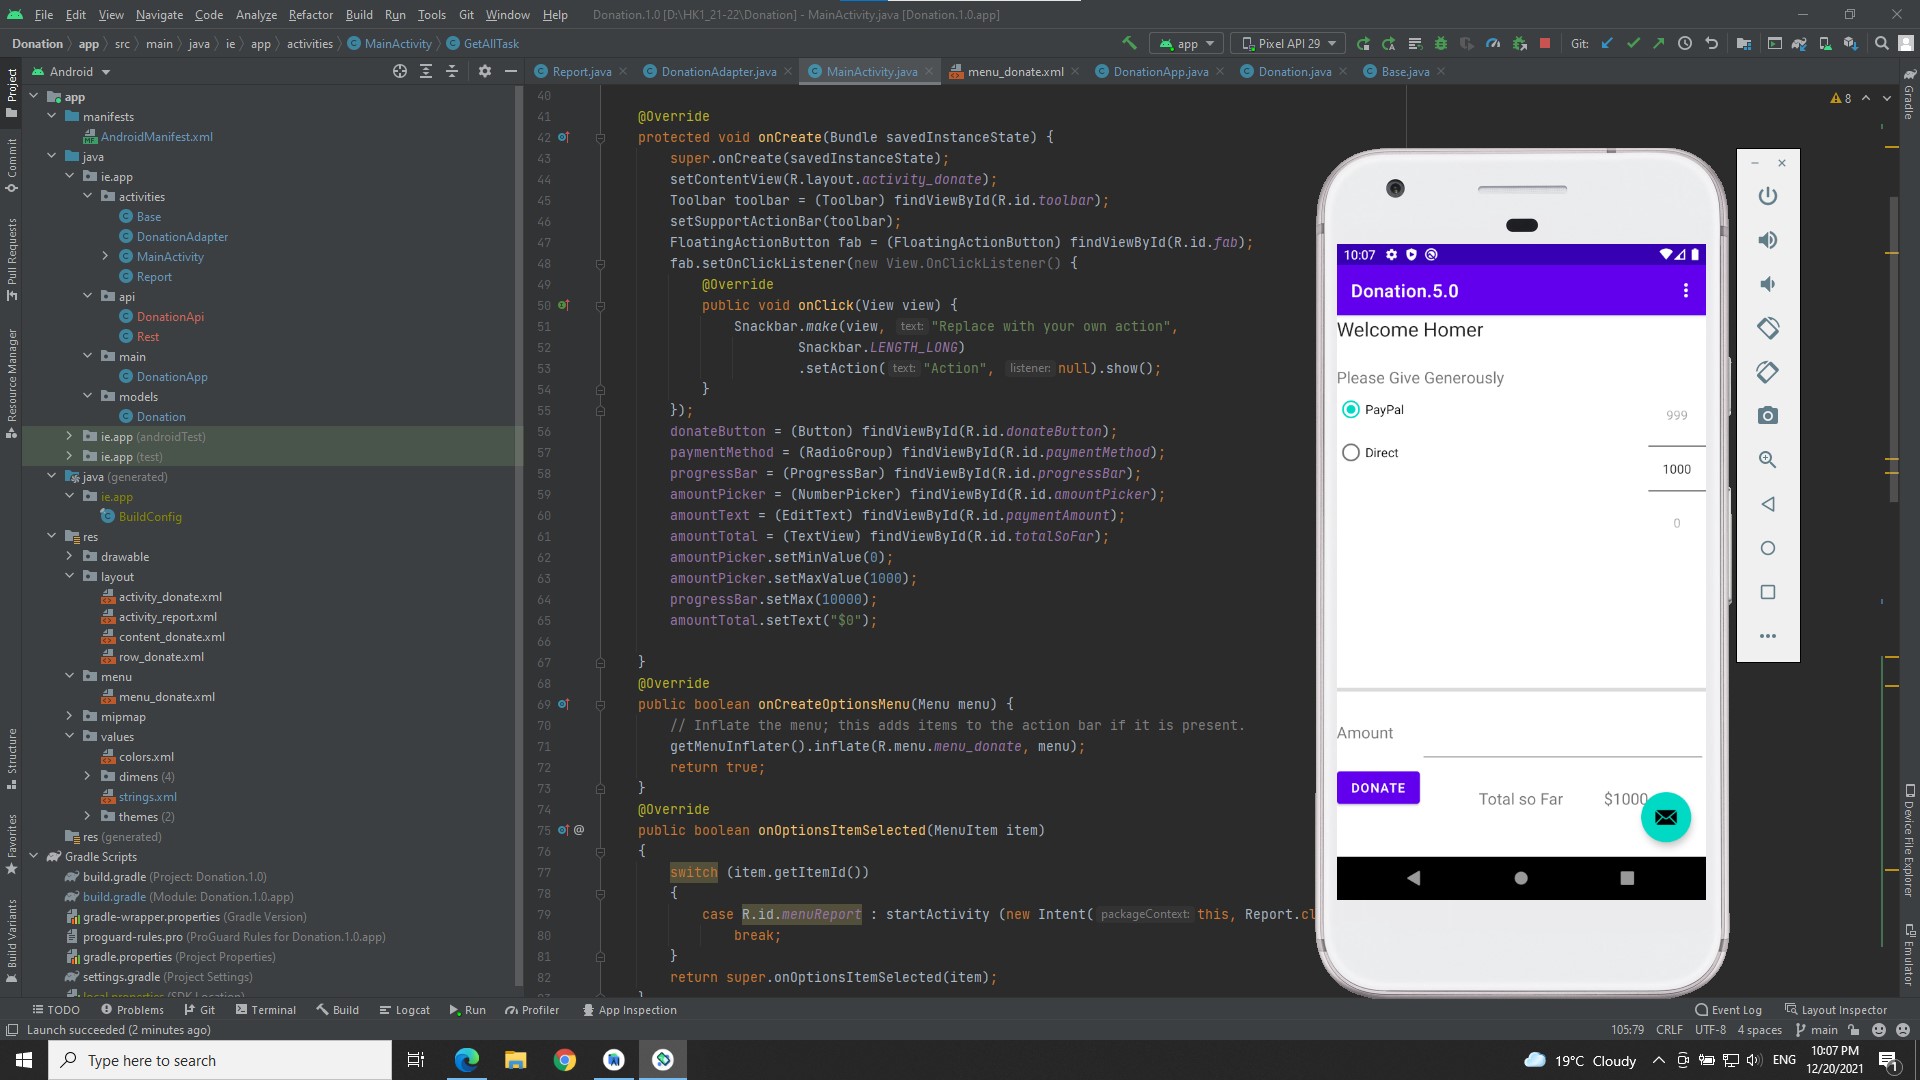 File Edit View Navigate Code Analyze Refactor Build Run Tools Git Window Help Donation.1.0 [D:\HK1_21-22\Donation] - MainActivity.java [Donation.1.0.app]
Donation app src main java ie app activities MainActivity GetAllTask app Pixel API 29 Git:
Android
Report.java DonationAdapter.java MainActivity.java menu_donate.xml DonationApp.java Donation.java Base.java
Project
Commit
Pull Requests
Resource Manager
Structure
Favorites
Build Variants
app
manifests
AndroidManifest.xml
java
ie.app
activities
Base
DonationAdapter
MainActivity
Report
api
DonationApi
Rest
main
DonationApp
models
Donation
ie.app (androidTest)
ie.app (test)
java (generated)
ie.app
BuildConfig
res
drawable
layout
activity_donate.xml
activity_report.xml
content_donate.xml
row_donate.xml
menu
menu_donate.xml
mipmap
values
colors.xml
dimens (4)
strings.xml
themes (2)
res (generated)
Gradle Scripts
build.gradle (Project: Donation.1.0)
build.gradle (Module: Donation.1.0.app)
gradle-wrapper.properties (Gradle Version)
proguard-rules.pro (ProGuard Rules for Donation.1.0.app)
gradle.properties (Project Properties)
settings.gradle (Project Settings)
local.properties (SDK Location)
8
40
41 @Override
42 protected void onCreate(Bundle savedInstanceState) {
43 super.onCreate(savedInstanceState);
44 setContentView(R.layout.activity_donate);
45 Toolbar toolbar = (Toolbar) findViewById(R.id.toolbar);
46 setSupportActionBar(toolbar);
47 FloatingActionButton fab = (FloatingActionButton) findViewById(R.id.fab);
48 fab.setOnClickListener(new View.OnClickListener() {
49 @Override
50 public void onClick(View view) {
51 Snackbar.make(view, text: "Replace with your own action",
52 Snackbar.LENGTH_LONG)
53 .setAction( text: "Action", listener: null).show();
54 }
55 });
56 donateButton = (Button) findViewById(R.id.donateButton);
57 paymentMethod = (RadioGroup) findViewById(R.id.paymentMethod);
58 progressBar = (ProgressBar) findViewById(R.id.progressBar);
59 amountPicker = (NumberPicker) findViewById(R.id.amountPicker);
60 amountText = (EditText) findViewById(R.id.paymentAmount);
61 amountTotal = (TextView) findViewById(R.id.totalSoFar);
62 amountPicker.setMinValue(0);
63 amountPicker.setMaxValue(1000);
64 progressBar.setMax(10000);
65 amountTotal.setText("$0");
66
67 }
68 @Override
69 public boolean onCreateOptionsMenu(Menu menu) {
70 // Inflate the menu; this adds items to the action bar if it is present.
71 getMenuInflater().inflate(R.menu.menu_donate, menu);
72 return true;
73 }
74 @Override
75 @ public boolean onOptionsItemSelected(MenuItem item)
76 {
77 switch (item.getItemId())
78 {
79 case R.id.menuReport : startActivity (new Intent( packageContext: this, Report.cl
80 break;
81 }
82 return super.onOptionsItemSelected(item);
10:07
Donation.5.0
Welcome Homer
Please Give Generously
PayPal
Direct
999
1000
0
Amount
DONATE Total so Far $1000
Gradle
Device File Explorer
Emulator
TODO Problems Git Terminal Build Logcat Run Profiler App Inspection Event Log Layout Inspector
Launch succeeded (2 minutes ago) 105:79 CRLF UTF-8 4 spaces main
Type here to search 19°C Cloudy ENG 10:07 PM
12/20/2021
1